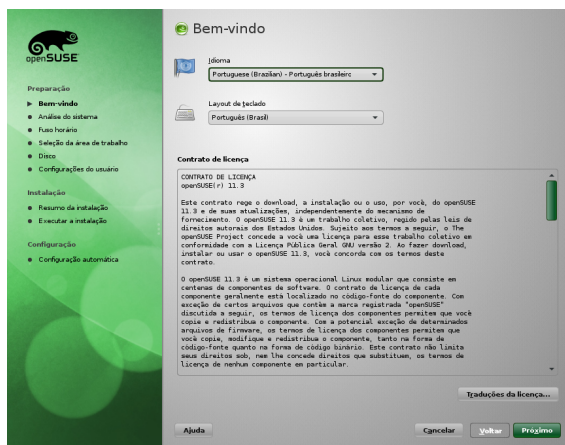 openSUSE
Preparação
Bem-vindo
Análise do sistema
Fuso horário
Seleção da área de trabalho
Disco
Configurações do usuário
Instalação
Resumo da instalação
Executar a instalação
Configuração
Configuração automática
Bem-vindo
Idioma
Portuguese (Brazilian) - Português brasileirc
Layout de teclado
Português (Brasil)
Contrato de licença
CONTRATO DE LICENÇA
openSUSE(r) 11.3
Este contrato rege o download, a instalação ou o uso, por você, do openSUSE
11.3 e de suas atualizações, independentemente do mecanismo de
fornecimento. O openSUSE 11.3 é um trabalho coletivo, regido pelas leis de
direitos autorais dos Estados Unidos. Sujeito aos termos a seguir, o The
openSUSE Project concede a você uma licença para esse trabalho coletivo em
conformidade com a Licença Pública Geral GNU versão 2. Ao fazer download,
instalar ou usar o openSUSE 11.3, você concorda com os termos deste
contrato.
O openSUSE 11.3 é um sistema operacional Linux modular que consiste em
centenas de componentes de software. O contrato de licença de cada
componente geralmente está localizado no código-fonte do componente. Com
exceção de certos arquivos que contêm a marca registrada "openSUSE"
discutida a seguir, os termos de licença dos componentes permitem que você
copie e redistribua o componente. Com a potencial exceção de determinados
arquivos de firmware, os termos de licença dos componentes permitem que
você copie, modifique e redistribua o componente, tanto na forma de
código-fonte quanto na forma de código binário. Este contrato não limita
seus direitos sob, nem lhe concede direitos que substituem, os termos de
licença de nenhum componente em particular.
Traduções da licença...
Ajuda
Cancelar
Voltar
Próximo